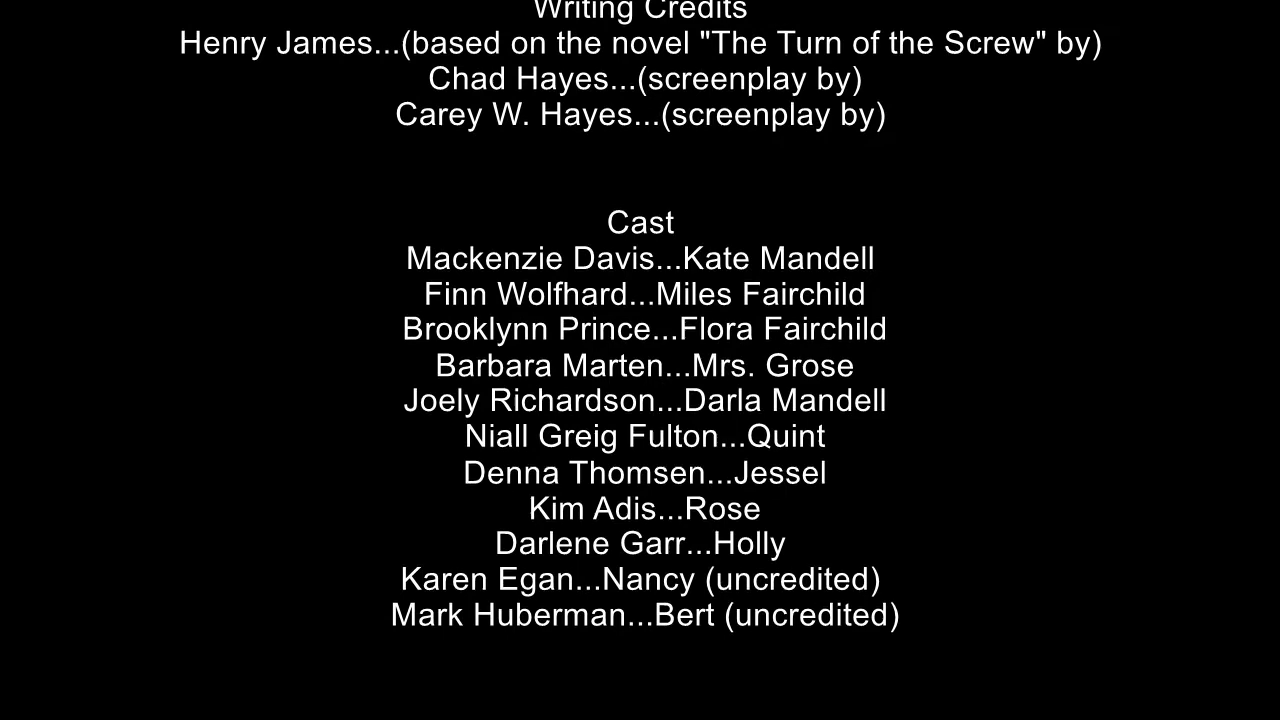 Writing Credits
Henry James...(based on the novel "The Turn of the Screw" by)
Chad Hayes...(screenplay by)
Carey W. Hayes...(screenplay by)
Cast
Mackenzie Davis...Kate Mandell
Finn Wolfhard...Miles Fairchild
Brooklynn Prince...Flora Fairchild
Barbara Marten...Mrs. Grose
Joely Richardson...Darla Mandell
Niall Greig Fulton...Quint
Denna Thomsen...Jessel
Kim Adis...Rose
Darlene Garr...Holly
Karen Egan...Nancy (uncredited)
Mark Huberman...Bert (uncredited)